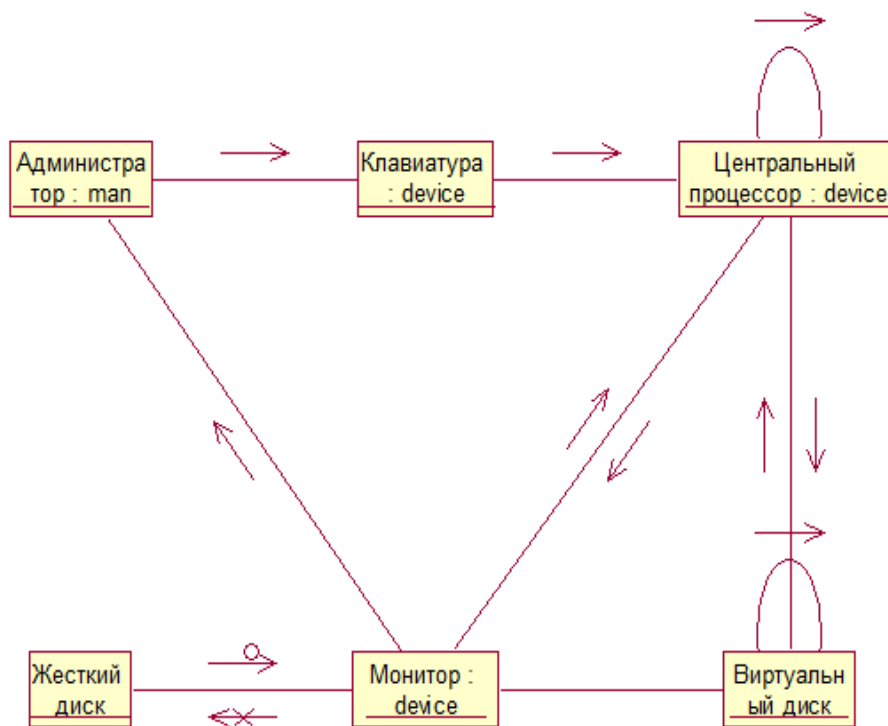 Администра
тор : man
Клавиатура
: device
Центральный
процессор : device
Жесткий
диск
Монитор :
device
Виртуальн
ый диск